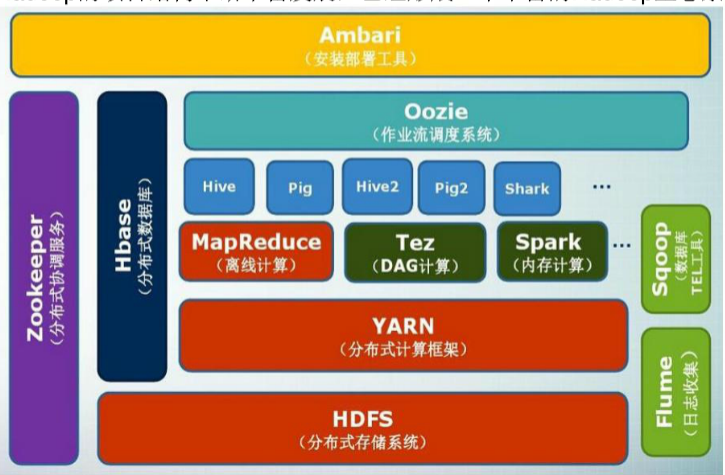 Ambari
(安装部署工具)
Zookeeper
(分布式协调服务)
Hbase
(分布式数据库)
Oozie
(作业流调度系统)
Hive
Pig
Hive2
Pig2
Shark
...
MapReduce
(离线计算)
Tez
(DAG计算)
Spark
(内存计算)
...
Sqoop
(数据库
TEL工具)
YARN
(分布式计算框架)
Flume
(日志收集)
HDFS
(分布式存储系统)